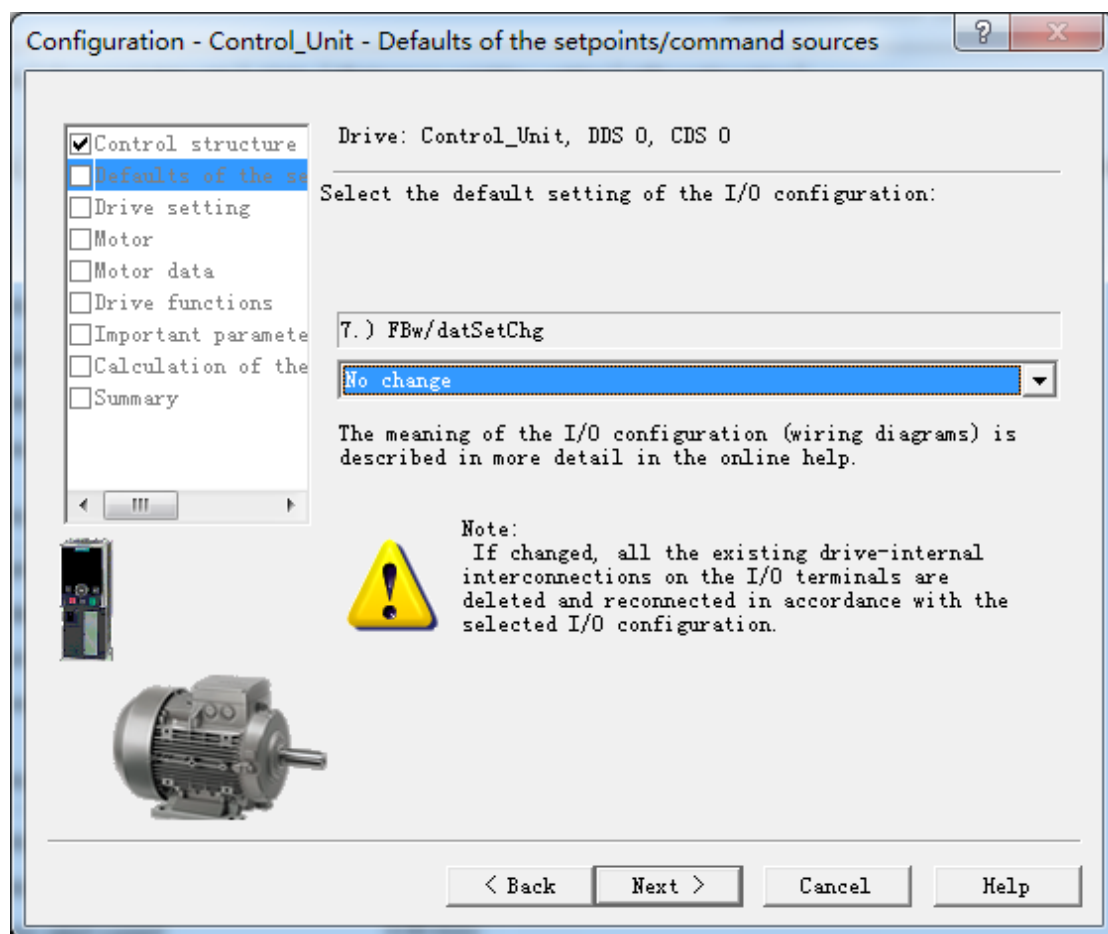 Configuration - Control_Unit - Defaults of the setpoints/command sources
Control structure
Defaults of the se
Drive setting
Motor
Motor data
Drive functions
Important paramete
Calculation of the
Summary
Drive: Control_Unit, DDS 0, CDS 0
Select the default setting of the I/O configuration:
7.) FBw/datSetChg
No change
The meaning of the I/O configuration (wiring diagrams) is
described in more detail in the online help.
Note:
If changed, all the existing drive-internal
interconnections on the I/O terminals are
deleted and reconnected in accordance with the
selected I/O configuration.
< Back
Next >
Cancel
Help